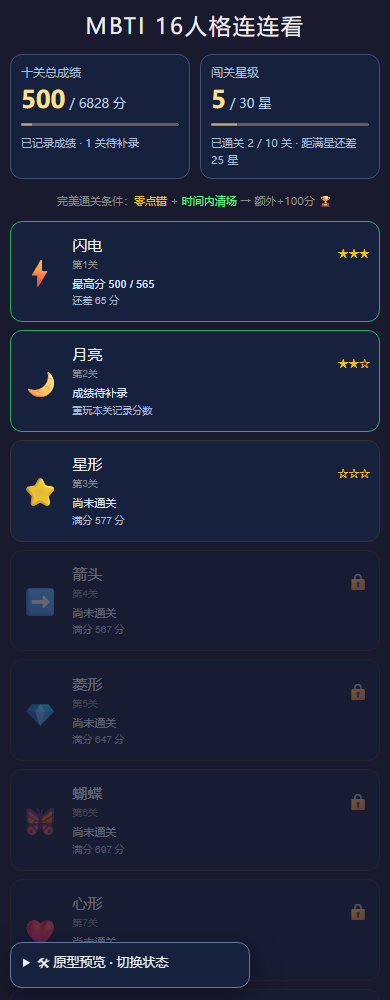 MBTI 16人格连连看
十关总成绩
500 / 6828 分
已记录成绩 · 1 关待补录
闯关星级
5 / 30 星
已通关 2 / 10 关 · 距满星还差
25 星
完美通关条件：零点错 + 时间内清场 → 额外+100分 🏆
闪电
★★★
第1关
最高分 500 / 565
还差 65 分
月亮
★★☆
第2关
成绩待补录
重玩本关记录分数
星形
☆☆☆
第3关
尚未通关
满分 577 分
箭头
第4关
尚未通关
满分 567 分
菱形
第5关
尚未通关
满分 647 分
蝴蝶
第6关
尚未通关
满分 697 分
心形
第7关
▶ 🛠 原型预览 · 切换状态